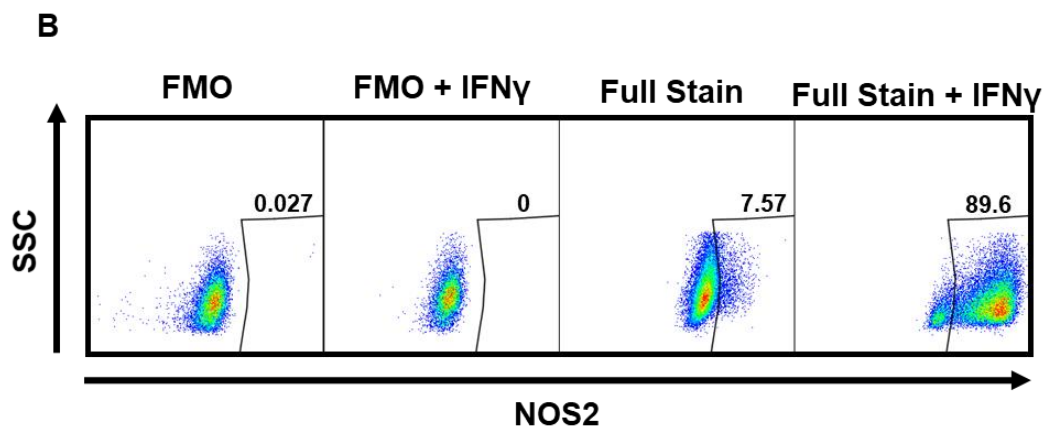 B
FMO
FMO + IFNγ
Full Stain
Full Stain + IFNγ
0.027
0
7.57
89.6
SSC
NOS2